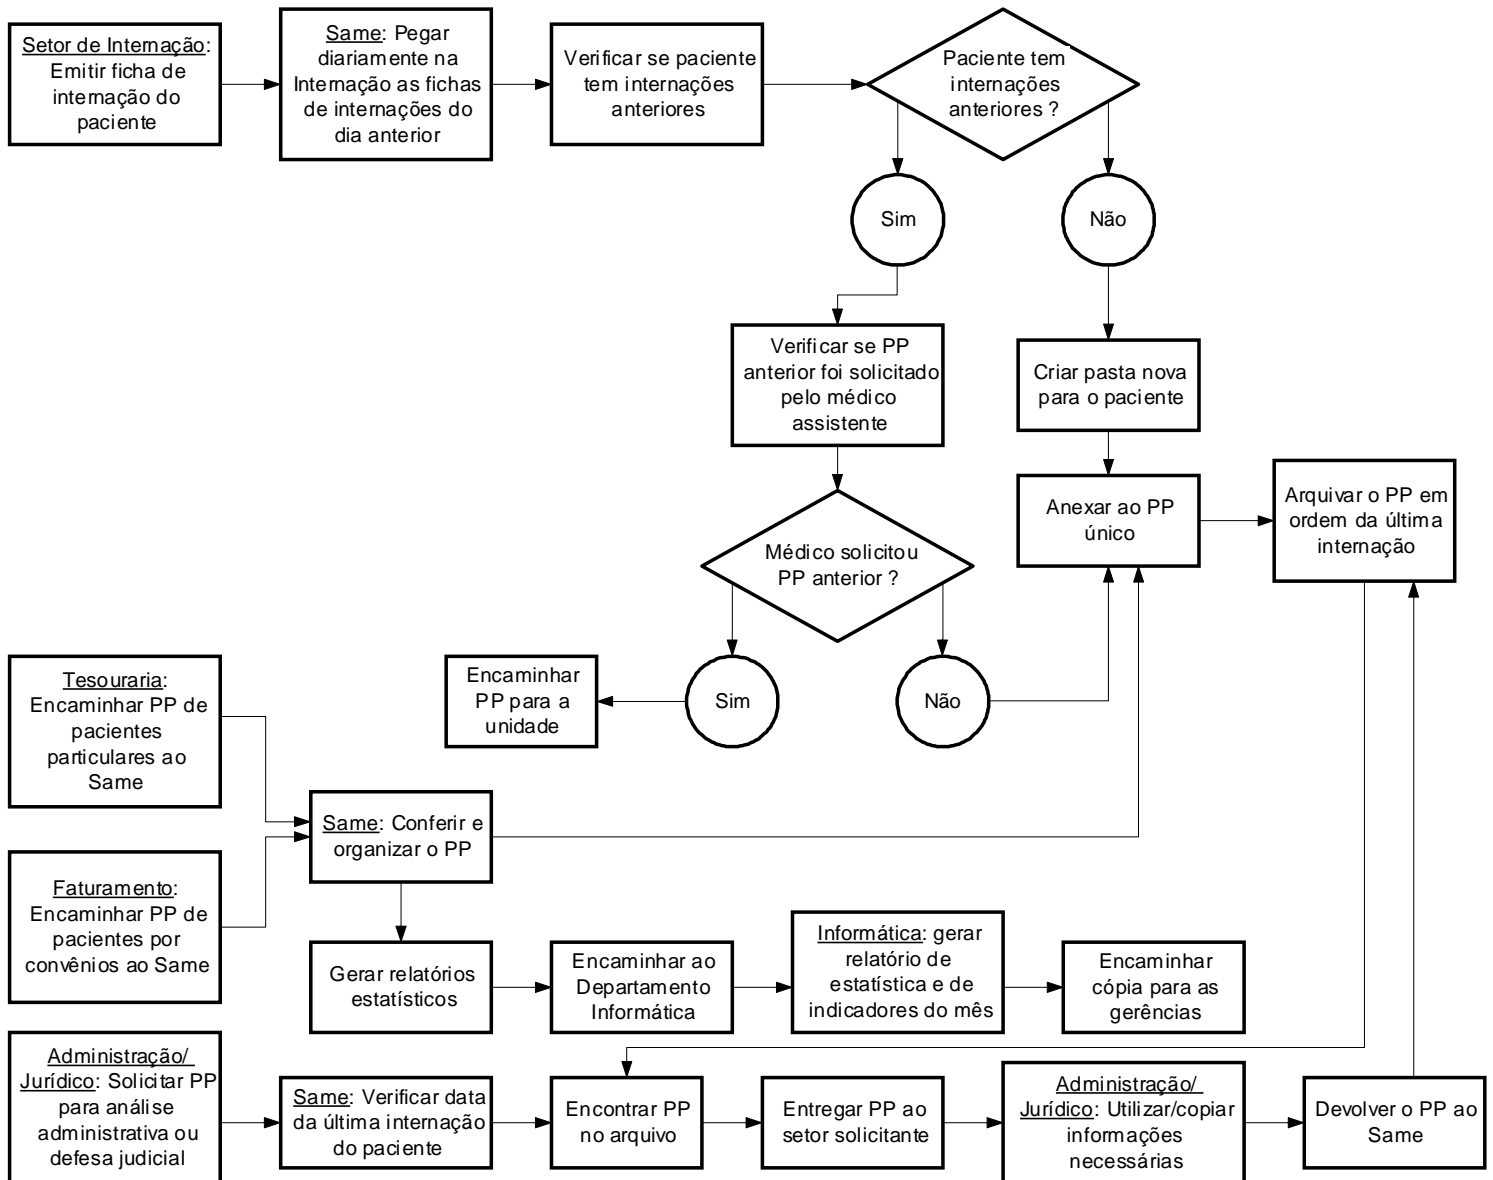 Setor de Internação:
Emitir ficha de
internação do
paciente
Same: Pegar
diariamente na
Internação as fichas
de internações do
dia anterior
Verificar se paciente
tem internações
anteriores
Paciente tem
internações
anteriores ?
Sim
Não
Verificar se PP
anterior foi solicitado
pelo médico
assistente
Criar pasta nova
para o paciente
Anexar ao PP
único
Arquivar o PP em
ordem da última
internação
Médico solicitou
PP anterior ?
Encaminhar
PP para a
unidade
Sim
Não
Tesouraria:
Encaminhar PP de
pacientes
particulares ao
Same
Same: Conferir e
organizar o PP
Faturamento:
Encaminhar PP de
pacientes por
convênios ao Same
Gerar relatórios
estatísticos
Encaminhar ao
Departamento
Informática
Informática: gerar
relatório de
estatística e de
indicadores do mês
Encaminhar
cópia para as
gerências
Administração/
Jurídico: Solicitar PP
para análise
administrativa ou
defesa judicial
Same: Verificar data
da última internação
do paciente
Encontrar PP
no arquivo
Entregar PP ao
setor solicitante
Administração/
Jurídico: Utilizar/copiar
informações
necessárias
Devolver o PP ao
Same